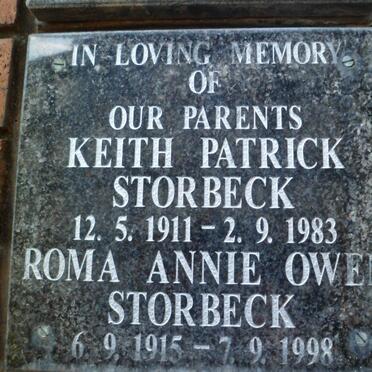 IN LOVING MEMORY
OF
OUR PARENTS
KEITH PATRICK
STORBECK
12. 5. 1911 – 2. 9. 1983
ROMA ANNIE
STORBECK
6. 9. 1915 – 7. 9. 1998